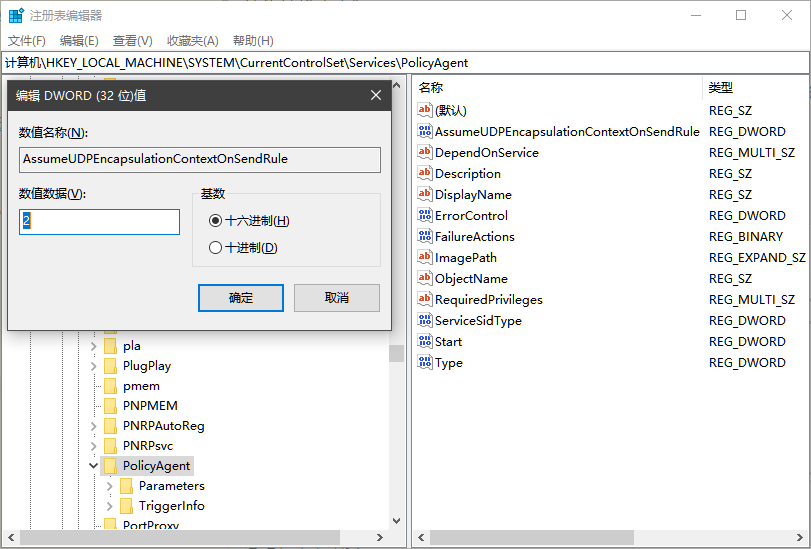 注册表编辑器
文件(F) 编辑(E) 查看(V) 收藏夹(A) 帮助(H)
计算机\HKEY_LOCAL_MACHINE\SYSTEM\CurrentControlSet\Services\PolicyAgent
编辑 DWORD (32 位)值
数值名称(N):
AssumeUDPEncapsulationContextOnSendRule
数值数据(V):
2
基数
十六进制(H)
十进制(D)
确定 取消
pla
PlugPlay
pmem
PNPMEM
PNRPAutoReg
PNRPsvc
PolicyAgent
Parameters
TriggerInfo
PortProxy
名称 类型
(默认) REG_SZ
AssumeUDPEncapsulationContextOnSendRule REG_DWORD
DependOnService REG_MULTI_SZ
Description REG_SZ
DisplayName REG_SZ
ErrorControl REG_DWORD
FailureActions REG_BINARY
ImagePath REG_EXPAND_SZ
ObjectName REG_SZ
RequiredPrivileges REG_MULTI_SZ
ServiceSidType REG_DWORD
Start REG_DWORD
Type REG_DWORD